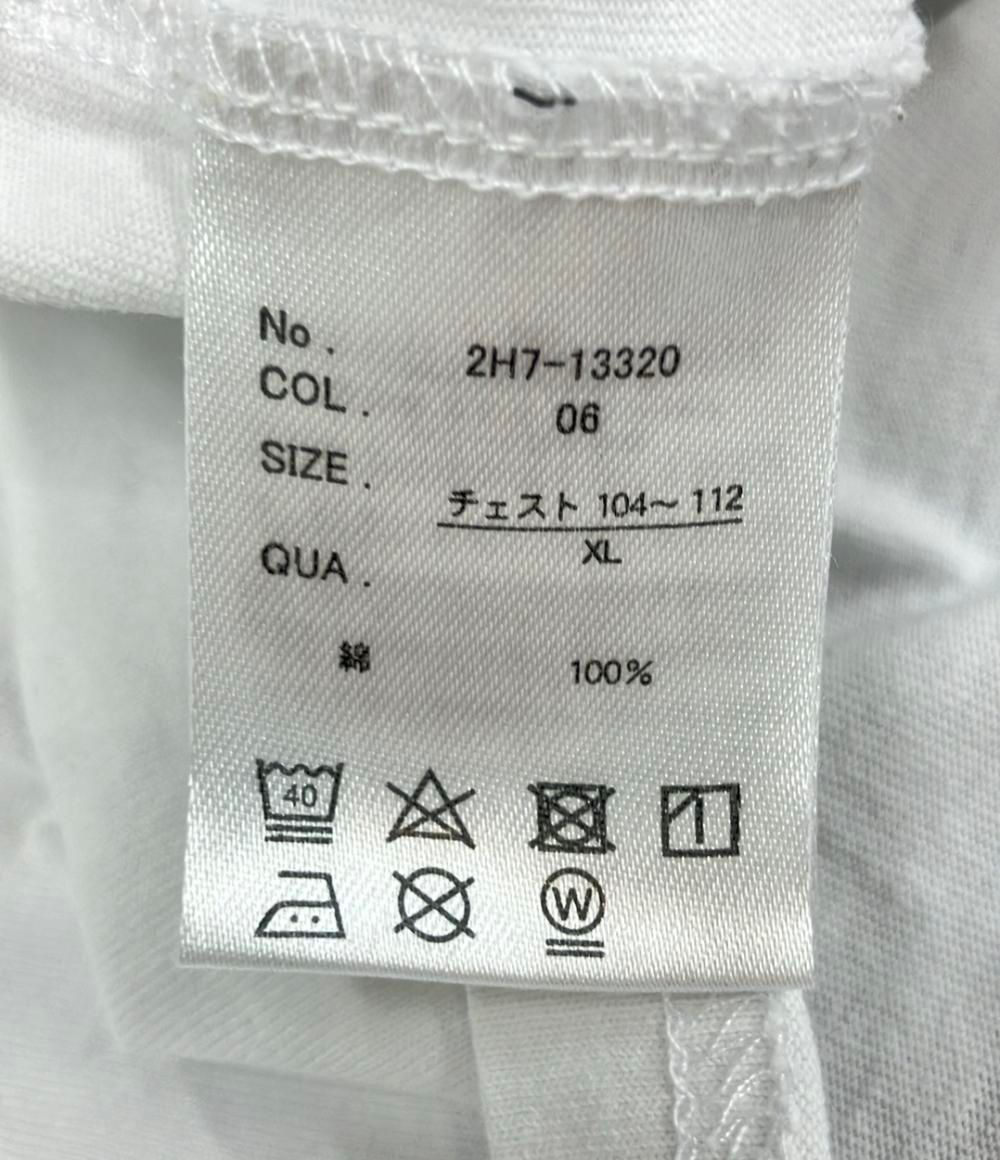 No. 2H7-13320
COL. 06
SIZE. チェスト 104～112
XL
QUA.
綿 100%
40
W